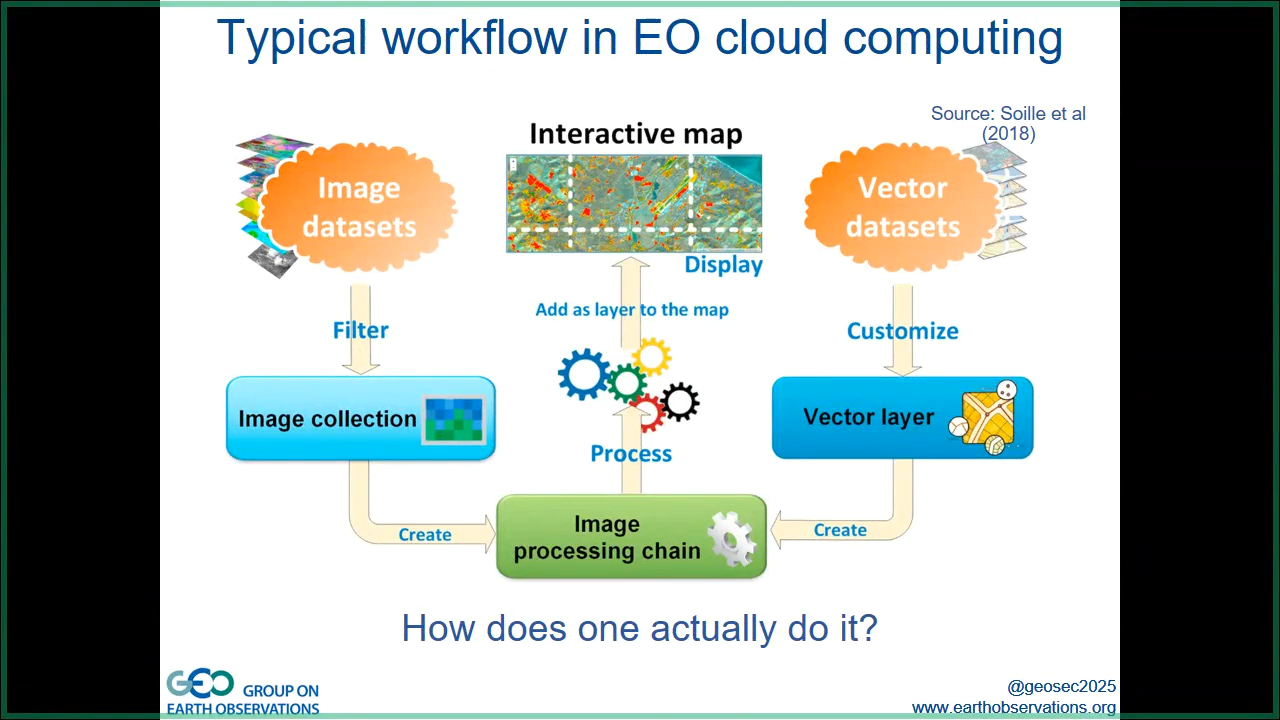 Typical workflow in EO cloud computing
Source: Soille et al
(2018)
Interactive map
Image
datasets
Vector
datasets
Display
Filter
Add as layer to the map
Customize
Image collection
Vector layer
Process
Create
Image
processing chain
Create
How does one actually do it?
GEO GROUP ON
EARTH OBSERVATIONS
@geosec2025
www.earthobservations.org